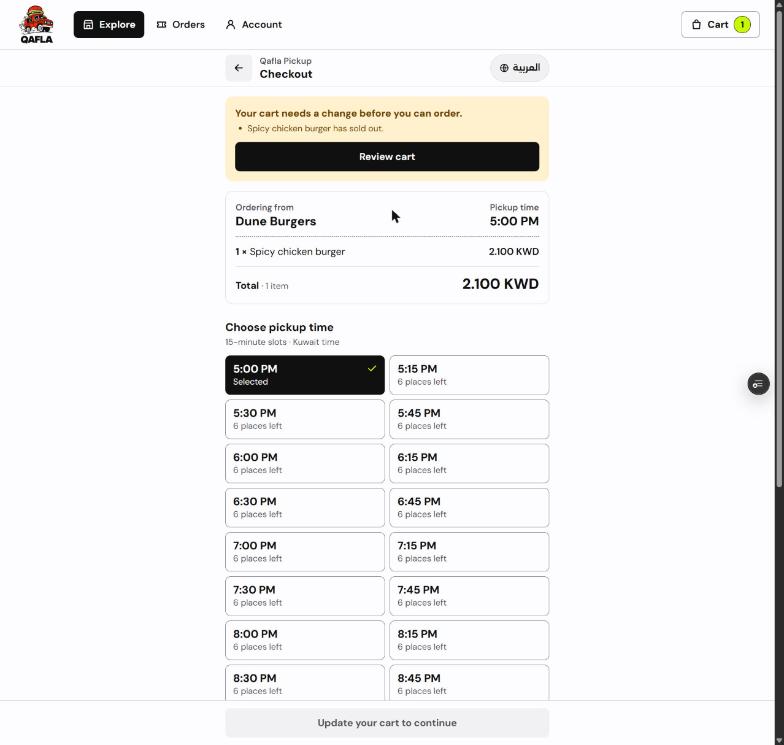 QAFLA
Explore
Orders
Account
Cart 1
Qafla Pickup
Checkout
العربية
Your cart needs a change before you can order.
• Spicy chicken burger has sold out.
Review cart
Ordering from
Pickup time
Dune Burgers
5:00 PM
1 × Spicy chicken burger
2.100 KWD
Total · 1 item
2.100 KWD
Choose pickup time
15-minute slots · Kuwait time
5:00 PM
Selected
5:15 PM
6 places left
5:30 PM
6 places left
5:45 PM
6 places left
6:00 PM
6 places left
6:15 PM
6 places left
6:30 PM
6 places left
6:45 PM
6 places left
7:00 PM
6 places left
7:15 PM
6 places left
7:30 PM
6 places left
7:45 PM
6 places left
8:00 PM
6 places left
8:15 PM
6 places left
8:30 PM
6 places left
8:45 PM
6 places left
Update your cart to continue